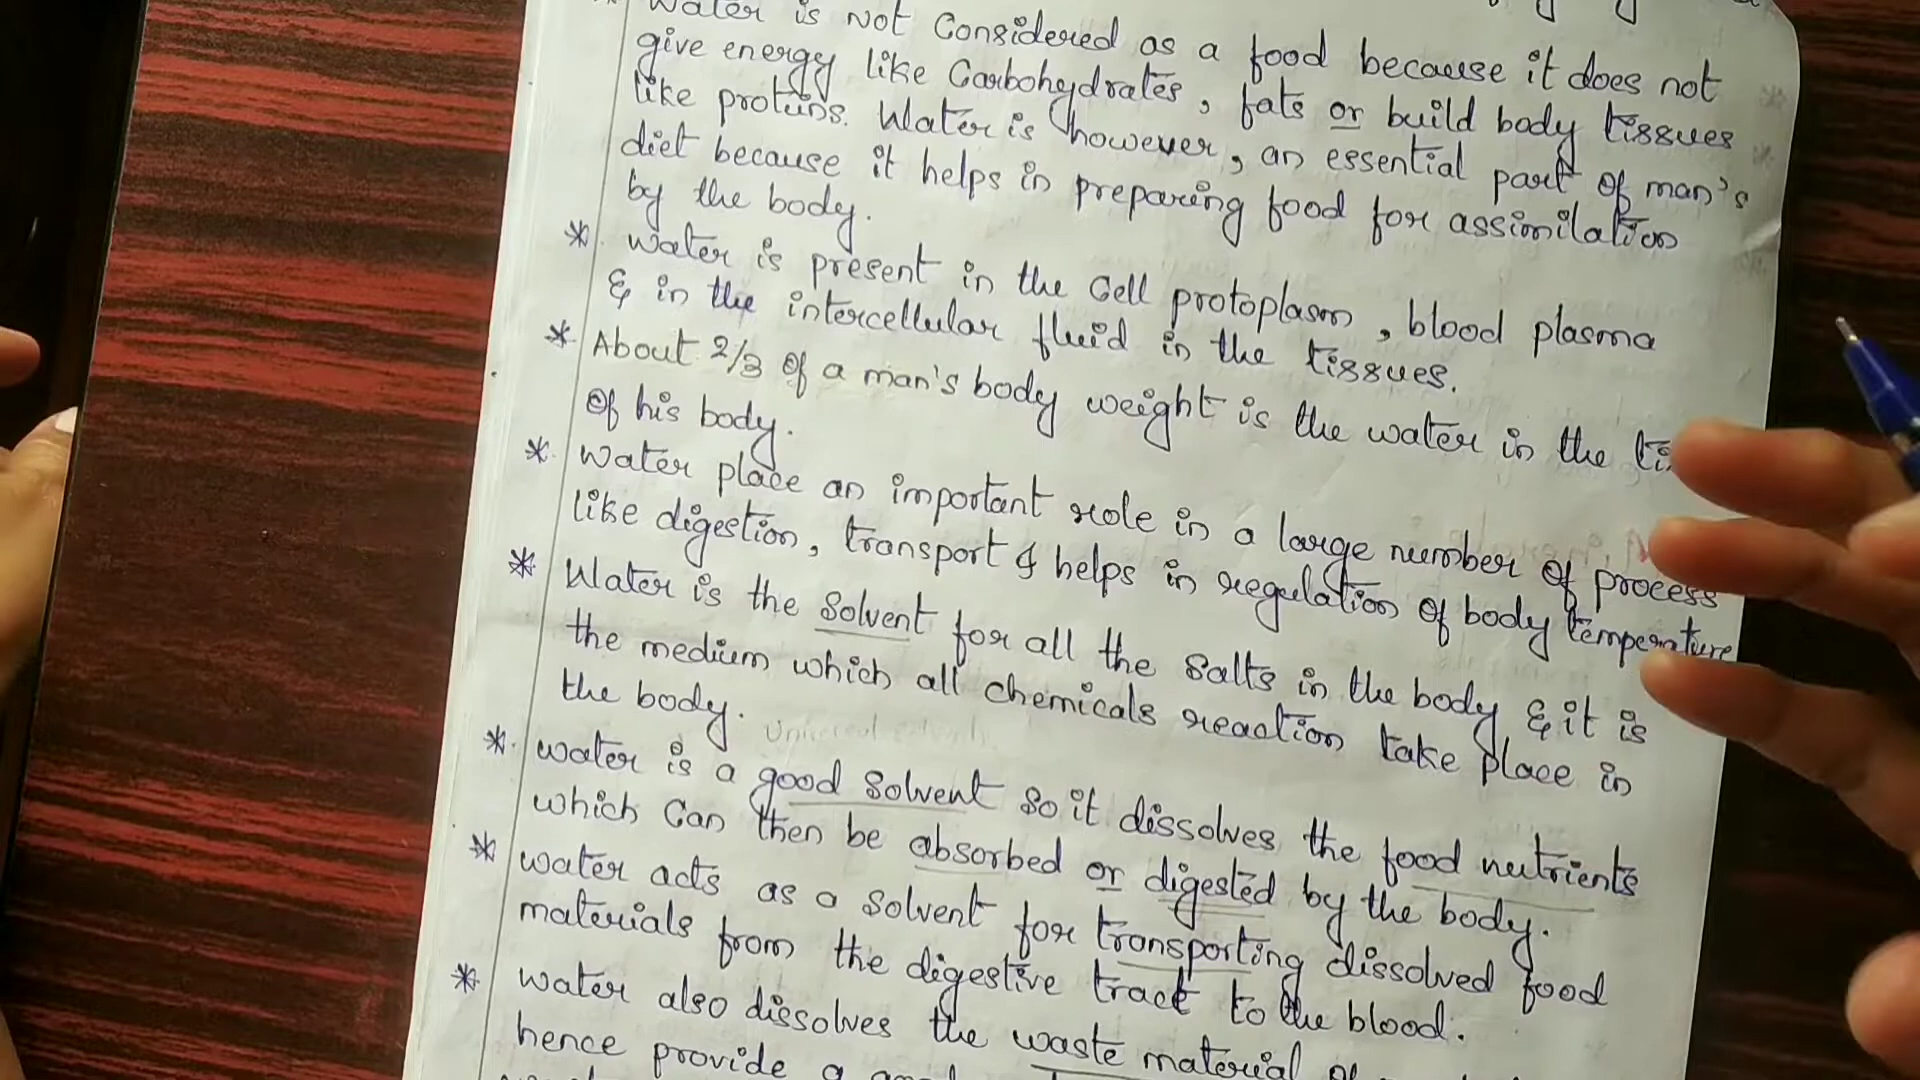 * Water is not Considered as a food because it does not
give energy like Carbohydrates, fats or build body tissues
like proteins. Water is however, an essential part of man's
diet because it helps in preparing food for assimilation
by the body.
* Water is present in the Cell protoplasm, blood plasma
& in the intercellular fluid in the tissues.
* About 2/3 of a man's body weight is the water in the
of his body.
* Water place an important role in a large number of process
like digestion, transport & helps in regulation of body temperature
* Water is the Solvent for all the Salts in the body & it is
the medium which all chemicals reaction take place in
the body.
* Water is a good Solvent so it dissolves the food nutrients
which Can then be absorbed or digested by the body.
* Water acts as a Solvent for transporting dissolved food
materials from the digestive tract to the blood.
* Water also dissolves the waste material
hence provide a